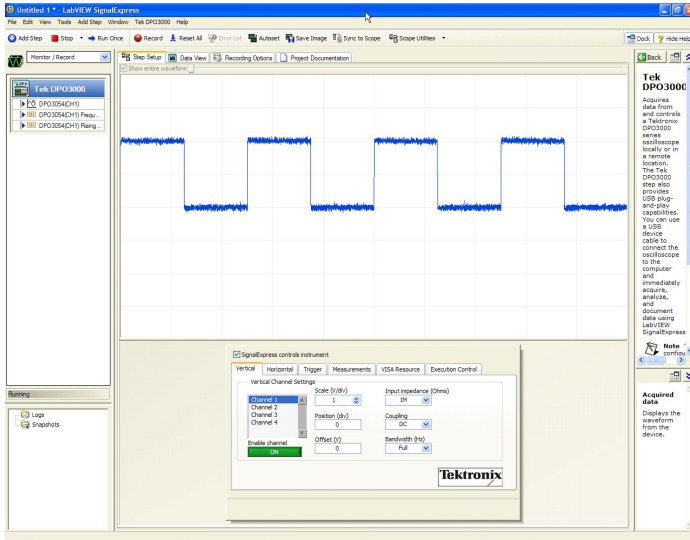 Untitled 1 * - LabVIEW SignalExpress
File Edit View Tools Add Step Window Tek DPO3000 Help
Add Step Stop Run Once Record Reset All Error List Autoset Save Image Sync to Scope Scope Utilities Dock Hide Help
Monitor / Record
Step Setup Data View Recording Options Project Documentation
Back
Show entire waveform
Tek DPO3000
DPO3054(CH1)
DPO3054(CH1) Frequ...
DPO3054(CH1) Rising...
Running
Logs
Snapshots
SignalExpress controls instrument
Vertical Horizontal Trigger Measurements VISA Resource Execution Control
Vertical Channel Settings
Channel 1
Channel 2
Channel 3
Channel 4
Enable channel
ON
Scale (V/div)
1
Position (div)
0
Offset (V)
0
Input impedance (Ohms)
1M
Coupling
DC
Bandwidth (Hz)
Full
Tektronix
Tek
DPO3000
Acquires
data from
and controls
a Tektronix
DPO3000
series
oscilloscope
locally or in
a remote
location.
The Tek
DPO3000
step also
provides
USB plug-
and-play
capabilities.
You can use
a USB
device
cable to
connect the
oscilloscope
to the
computer
and
immediately
acquire,
analyze,
and
document
data using
LabVIEW
SignalExpress
Note
Acquired
data
Displays the
waveform
from the
device.